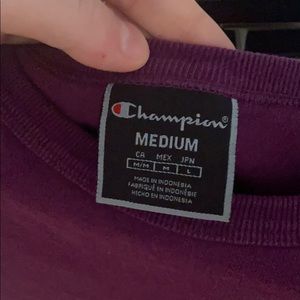 Champion®
MEDIUM
CA MEX JPN
M/M M L
MADE IN INDONESIA
FABRIQUÉ EN INDONÉSIE
HECHO EN INDONESIA